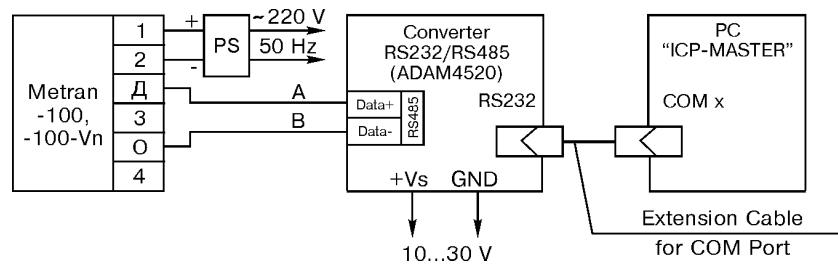 Metran
-100,
-100-Vn
1
2
Д
3
О
4
+
-
PS
~220 V
50 Hz
A
B
Converter
RS232/RS485
(ADAM4520)
Data+
Data-
RS485
RS232
+Vs GND
10...30 V
PC
“ICP-MASTER”
COM x
Extension Cable
for COM Port